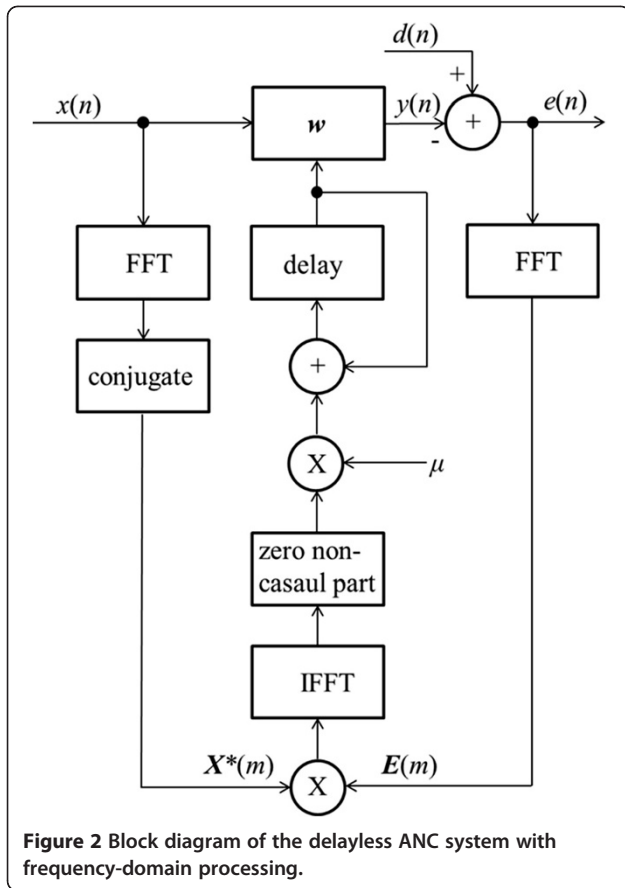 d(n)
+
x(n)
w
y(n)
-
+
e(n)
FFT
delay
FFT
conjugate
+
X
μ
zero non-
casaul part
IFFT
X*(m)
X
E(m)
Figure 2 Block diagram of the delayless ANC system with
frequency-domain processing.